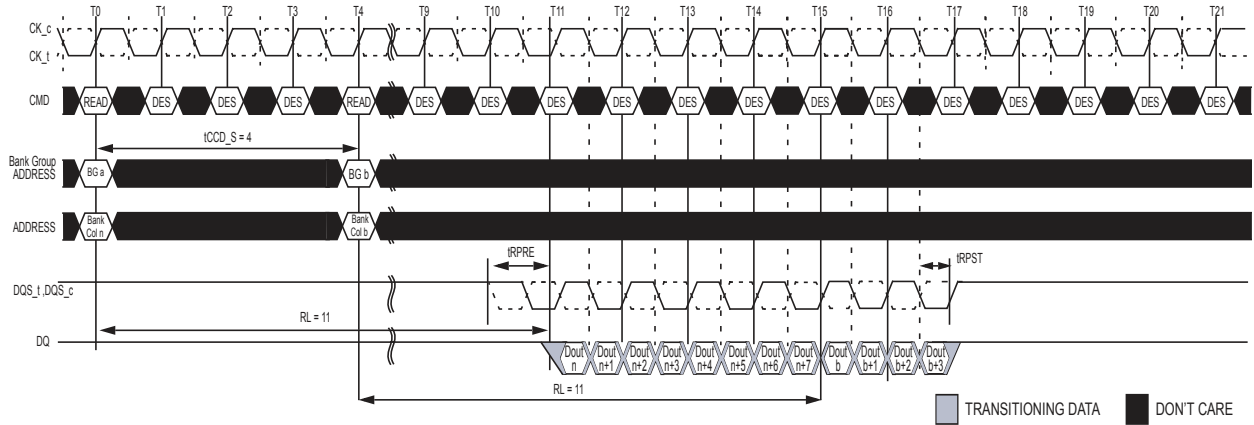 T0 T1 T2 T3 T4 T9 T10 T11 T12 T13 T14 T15 T16 T17 T18 T19 T20 T21
CK_c
CK_t
CMD READ DES DES DES READ DES DES DES DES DES DES DES DES DES DES DES DES DES
tCCD_S = 4
Bank Group
ADDRESS
BG a BG b
ADDRESS
Bank
Col n
Bank
Col b
tRPRE tRPST
DQS_t ,DQS_c
RL = 11
DQ
Dout Dout Dout Dout Dout Dout Dout Dout Dout Dout Dout Dout
n n+1 n+2 n+3 n+4 n+5 n+6 n+7 b b+1 b+2 b+3
RL = 11
TRANSITIONING DATA DON'T CARE